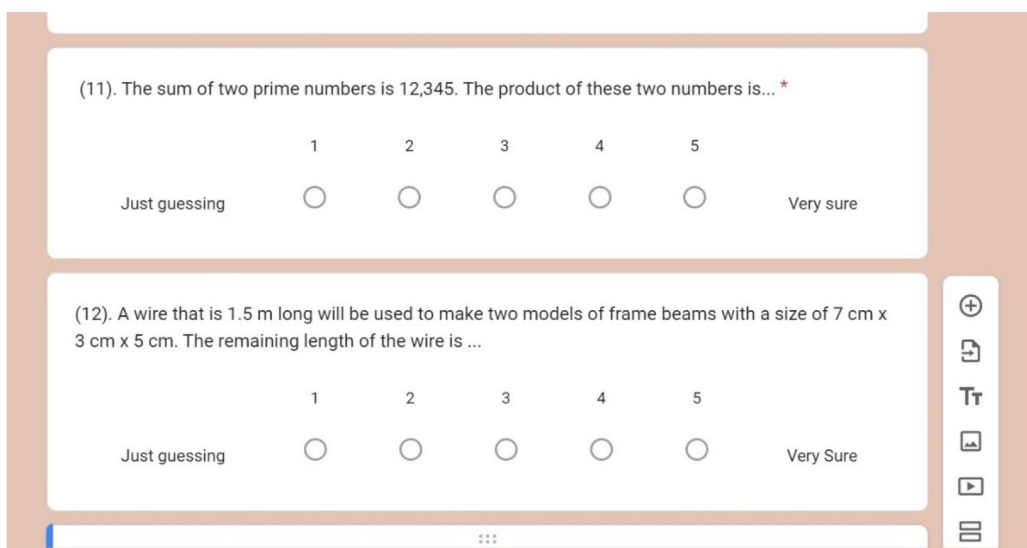 (11). The sum of two prime numbers is 12,345. The product of these two numbers is... *
1 2 3 4 5
Just guessing Very sure
(12). A wire that is 1.5 m long will be used to make two models of frame beams with a size of 7 cm x
3 cm x 5 cm. The remaining length of the wire is ...
1 2 3 4 5
Just guessing Very Sure